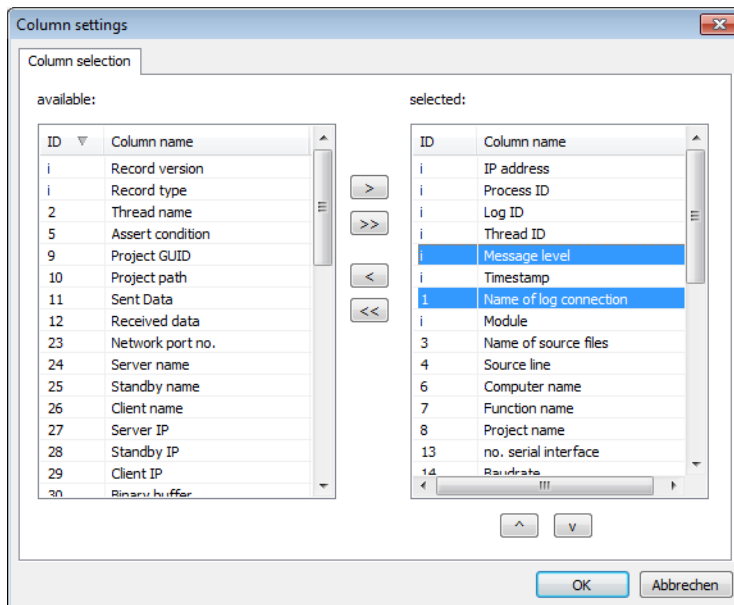 Column settings
Column selection
available:
selected:
ID Column name
i Record version
i Record type
2 Thread name
5 Assert condition
9 Project GUID
10 Project path
11 Sent Data
12 Received data
23 Network port no.
24 Server name
25 Standby name
26 Client name
27 Server IP
28 Standby IP
29 Client IP
30 Binary buffer
>
>>
<
<<
ID Column name
i IP address
i Process ID
i Log ID
i Thread ID
i Message level
i Timestamp
1 Name of log connection
i Module
3 Name of source files
4 Source line
6 Computer name
7 Function name
8 Project name
13 no. serial interface
14 Baudrate
^ v
OK Abbrechen